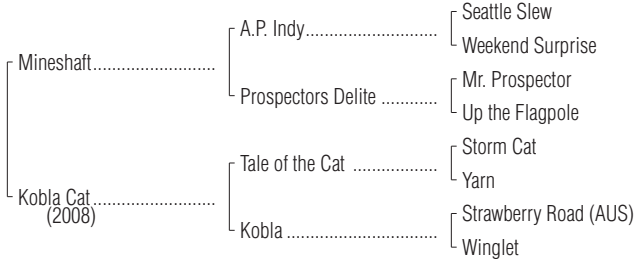 Seattle Slew
A.P. Indy
Weekend Surprise
Mineshaft
Mr. Prospector
Prospectors Delite
Up the Flagpole
Storm Cat
Tale of the Cat
Yarn
Kobla Cat
(2008)
Strawberry Road (AUS)
Kobla
Winglet